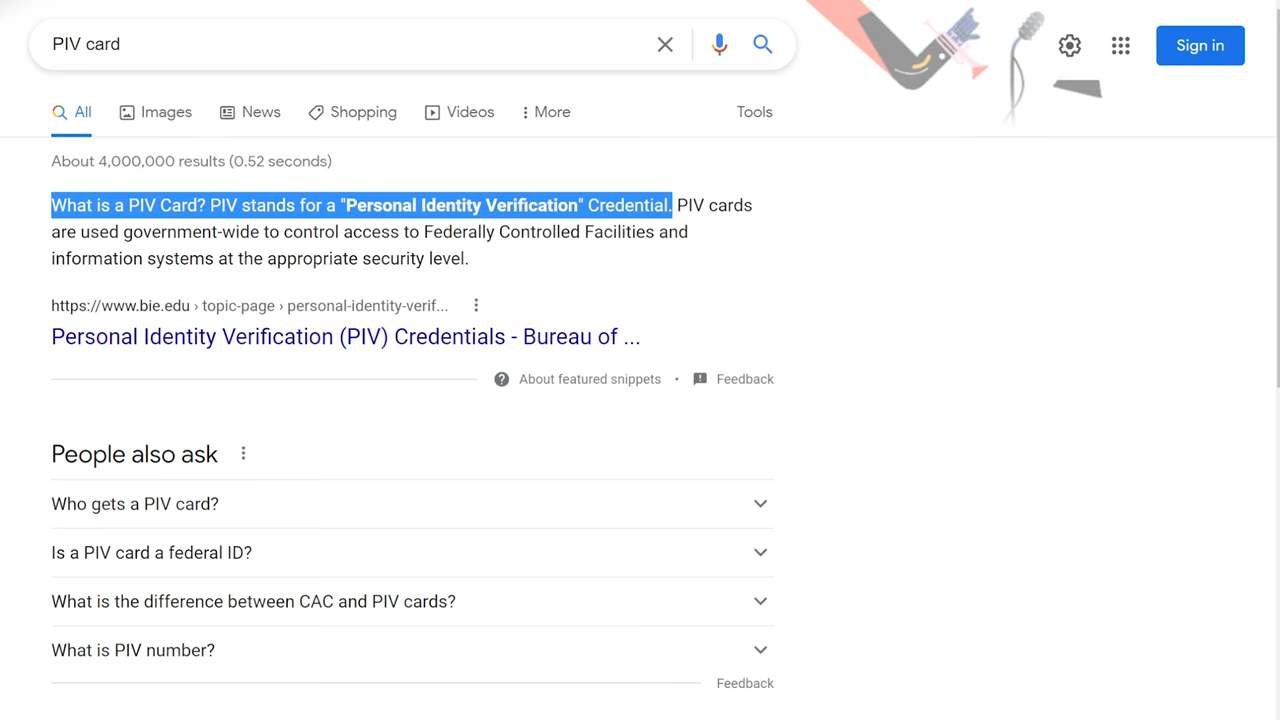 PIV card
Sign in
All
Images
News
Shopping
Videos
More
Tools
About 4,000,000 results (0.52 seconds)
What is a PIV Card? PIV stands for a "Personal Identity Verification" Credential. PIV cards
are used government-wide to control access to Federally Controlled Facilities and
information systems at the appropriate security level.
https://www.bie.edu › topic-page › personal-identity-verif...
Personal Identity Verification (PIV) Credentials - Bureau of ...
About featured snippets • Feedback
People also ask
Who gets a PIV card?
Is a PIV card a federal ID?
What is the difference between CAC and PIV cards?
What is PIV number?
Feedback